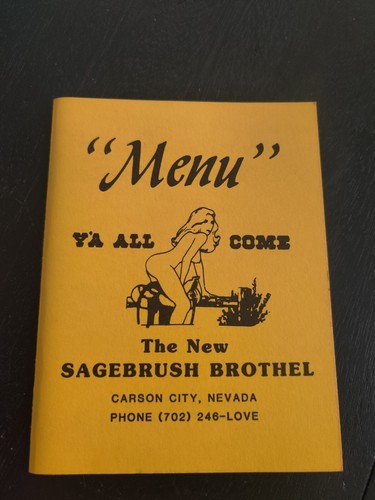 “Menu”
Y'A ALL COME
The New
SAGEBRUSH BROTHEL
CARSON CITY, NEVADA
PHONE (702) 246-LOVE